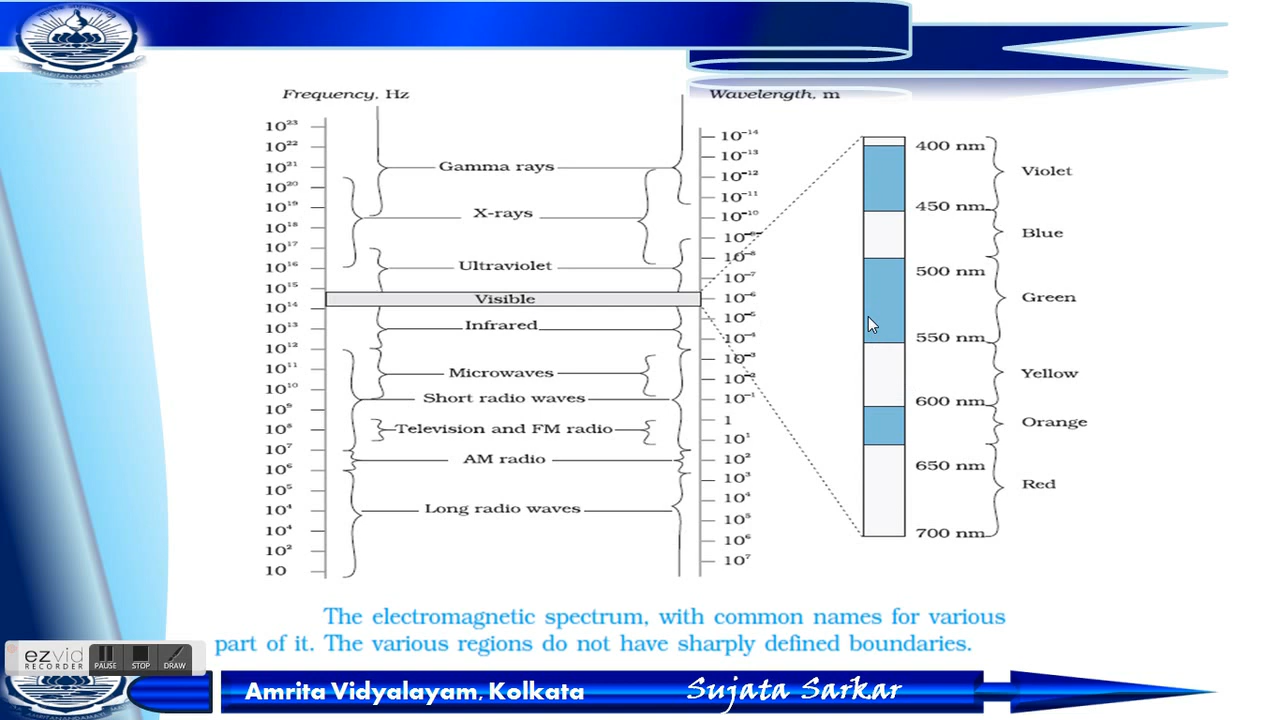 Frequency, Hz
Wavelength, m
10²³
10²²
10²¹
10²⁰
10¹⁹
10¹⁸
10¹⁷
10¹⁶
10¹⁵
10¹⁴
10¹³
10¹²
10¹¹
10¹⁰
10⁹
10⁸
10⁷
10⁶
10⁵
10⁴
10⁴
10²
10
Gamma rays
X-rays
Ultraviolet
Visible
Infrared
Microwaves
Short radio waves
Television and FM radio
AM radio
Long radio waves
10⁻¹⁴
10⁻¹³
10⁻¹²
10⁻¹¹
10⁻¹⁰
10⁻⁹
10⁻⁸
10⁻⁷
10⁻⁶
10⁻⁵
10⁻⁴
10⁻³
10⁻²
10⁻¹
1
10¹
10²
10³
10⁴
10⁵
10⁶
10⁷
400 nm
450 nm
500 nm
550 nm
600 nm
650 nm
700 nm
Violet
Blue
Green
Yellow
Orange
Red
The electromagnetic spectrum, with common names for various
part of it. The various regions do not have sharply defined boundaries.
ezvid
RECORDER
PAUSE
STOP
DRAW
Amrita Vidyalayam, Kolkata
Sujata Sarkar